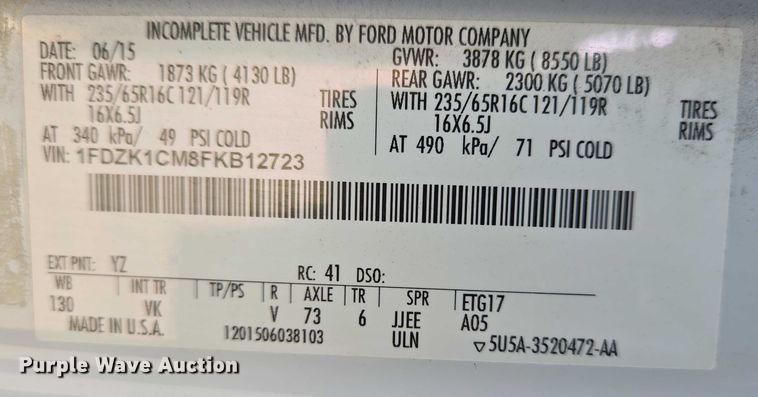 INCOMPLETE VEHICLE MFD. BY FORD MOTOR COMPANY
DATE: 06/15 GVWR: 3878 KG ( 8550 LB)
FRONT GAWR: 1873 KG ( 4130 LB) REAR GAWR: 2300 KG ( 5070 LB)
WITH 235/65R16C 121/119R TIRES WITH 235/65R16C 121/119R TIRES
16X6.5J RIMS 16X6.5J RIMS
AT 340 kPa/ 49 PSI COLD AT 490 kPa/ 71 PSI COLD
VIN: 1FDZK1CM8FKB12723
EXT PNT: YZ RC: 41 DSO:
WB INT TR TP/PS R AXLE TR SPR ETG17
130 VK V 73 6 JJEE A05
MADE IN U.S.A. 1201506038103 ULN ▽5U5A-3520472-AA
Purple Wave Auction